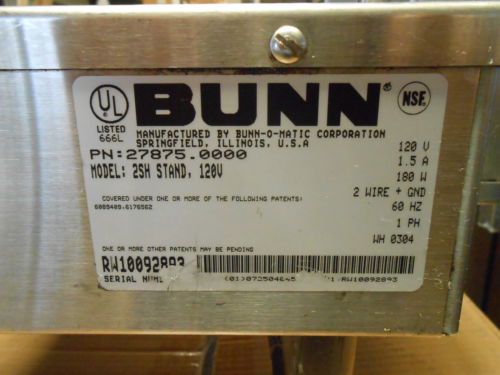 UL
LISTED
666L
BUNN®
NSF®
MANUFACTURED BY BUNN-O-MATIC CORPORATION
SPRINGFIELD, ILLINOIS, U.S.A
PN:27875.0000
MODEL: 2SH STAND, 120V
120 V
1.5 A
180 W
2 WIRE + GND
60 HZ
1 PH
WH 0304
COVERED UNDER ONE OR MORE OF THE FOLLOWING PATENTS:
6089409,6176562
ONE OR MORE OTHER PATENTS MAY BE PENDING
RW10092893
SERIAL
RW10092893